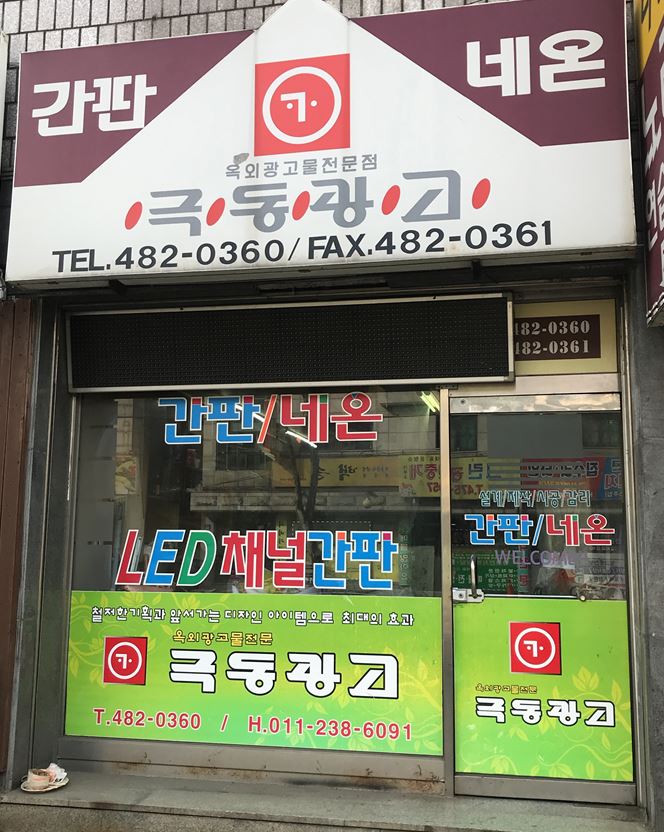 간판
네온
옥외광고물전문점
극·동·광·고
TEL.482-0360/FAX.482-0361
482-0360
482-0361
간판/네온
LED채널간판
철저한기획과 앞서가는 디자인 아이템으로 최대의 효과
옥외광고물전문
극동광고
T.482-0360 / H.011-238-6091
설계/제작/시공/감리
간판/네온
WELCOME
옥외광고물전문
극동광고